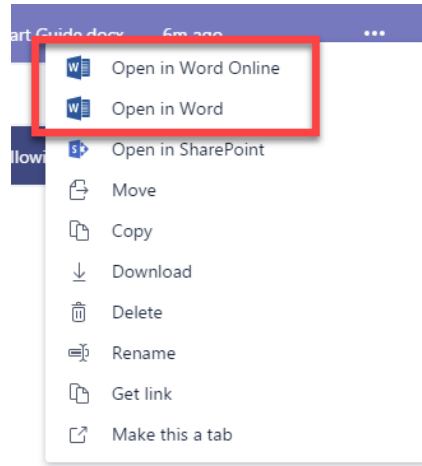 art Guide.docx 6m ago ...
Open in Word Online
Open in Word
Open in SharePoint
Move
Copy
Download
Delete
Rename
Get link
Make this a tab